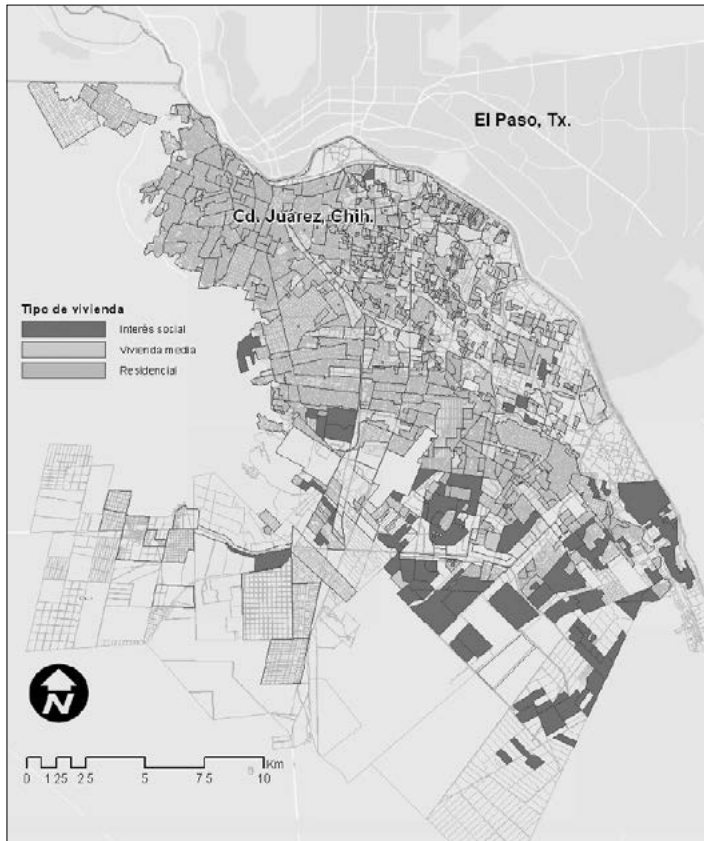 El Paso, Tx.
Cd. Juárez, Chih.
Tipo de vivienda
Interés social
Vivienda media
Residencial
N
Km
0 1.25 2.5 5 7.5 10